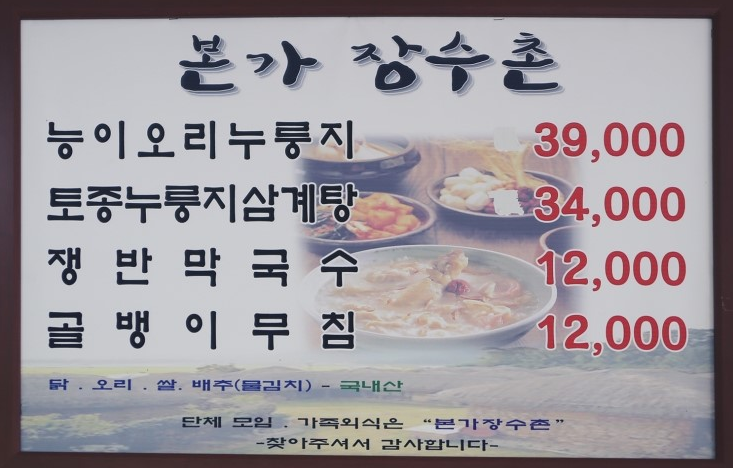 본가 장수촌
능이오리누룽지 39,000
토종누룽지삼계탕 34,000
쟁반막국수 12,000
골뱅이무침 12,000
닭 . 오리 . 쌀. 배추(물김치) - 국내산
단체 모임 . 가족외식은 “본가장수촌”
-찾아주셔서 감사합니다-